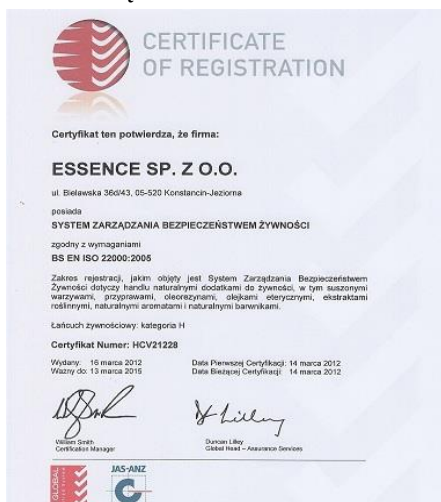 CERTIFICATE
OF REGISTRATION
Certyfikat ten potwierdza, że firma:
ESSENCE SP. Z O.O.
ul. Bielawska 36d/43, 05-520 Konstancin-Jeziorna
posiada
SYSTEM ZARZĄDZANIA BEZPIECZEŃSTWEM ŻYWNOŚCI
zgodny z wymaganiami
BS EN ISO 22000:2005
Zakres rejestracji, jakim objęty jest System Zarządzania Bezpieczeństwem
Żywności dotyczy handlu naturalnymi dodatkami do żywności, w tym suszonymi
warzywami, przyprawami, oleorezynami, olejkami eterycznymi, ekstraktami
roślinnymi, naturalnymi aromatami i naturalnymi barwnikami.
Łańcuch żywnościowy: kategoria H
Certyfikat Numer: HCV21228
Wydany: 16 marca 2012 Data Pierwszej Certyfikacji: 14 marca 2012
Ważny do: 13 marca 2015 Data Bieżącej Certyfikacji: 14 marca 2012
William Smith Duncan Lilley
Certification Manager Global Head – Assurance Services
GLOBAL
JAS-ANZ